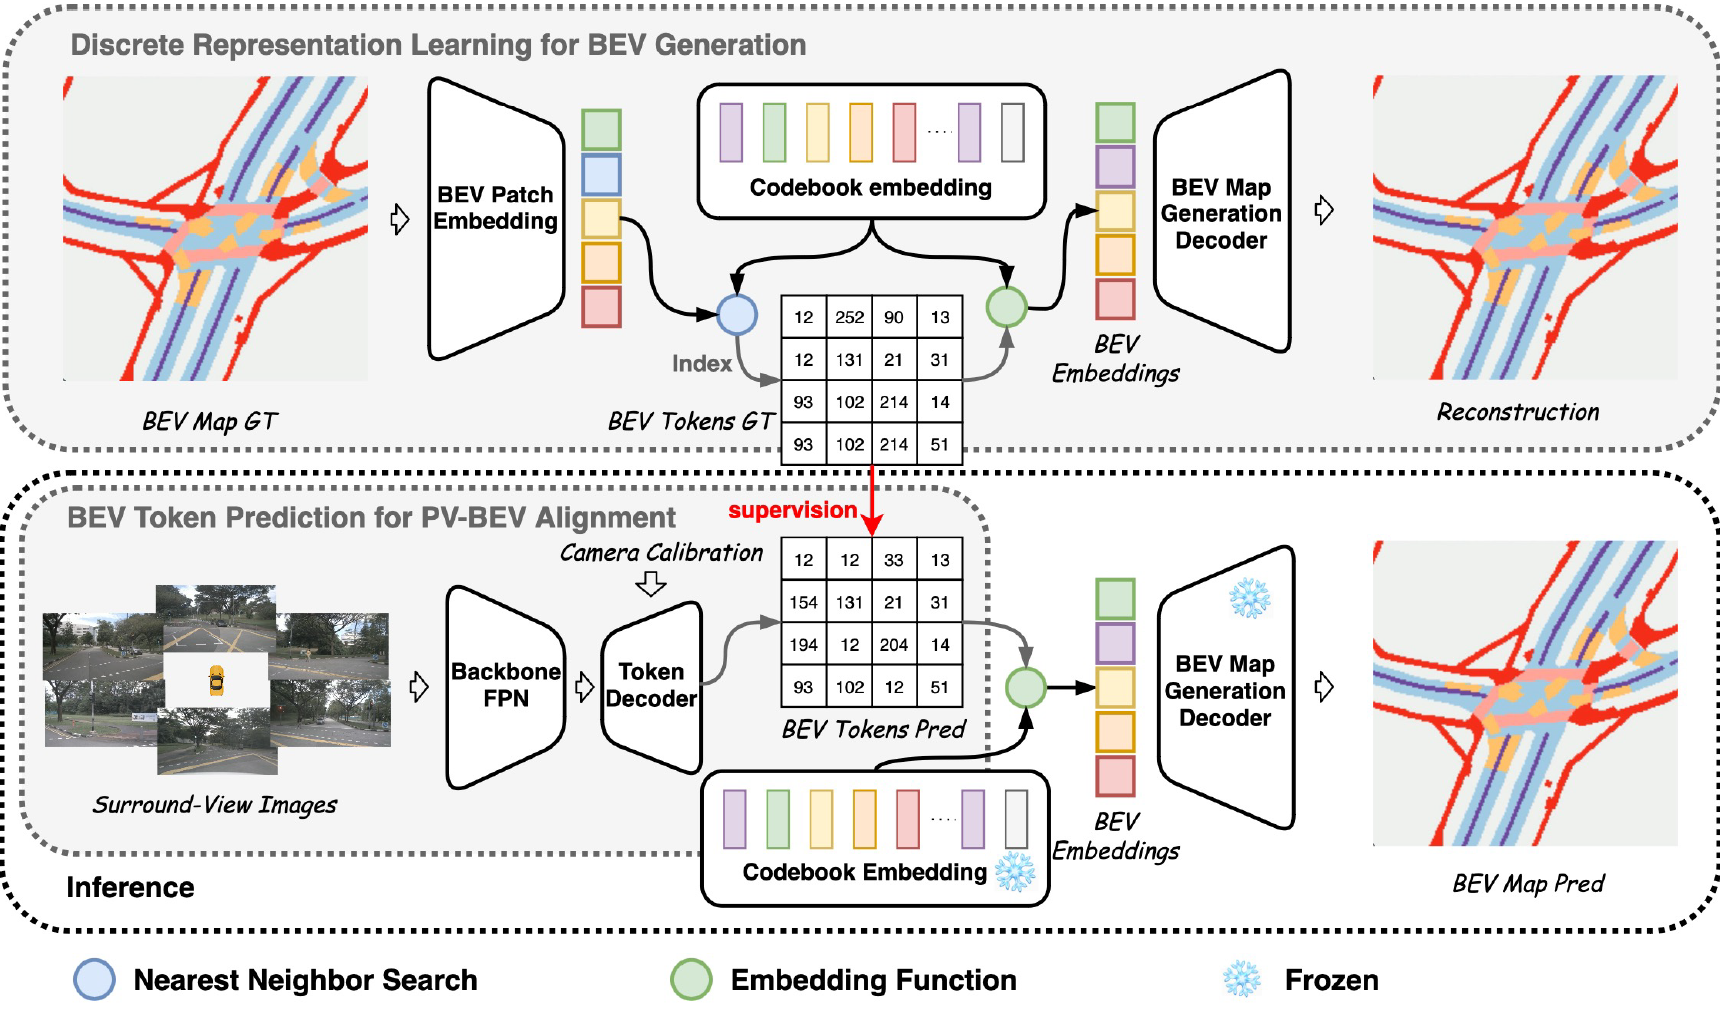 Discrete Representation Learning for BEV Generation
BEV Patch
Embedding
Codebook embedding
BEV Map
Generation
Decoder
Index
12 252 90 13
12 131 21 31
93 102 214 14
93 102 214 51
BEV Map GT
BEV Tokens GT
BEV
Embeddings
Reconstruction
supervision
BEV Token Prediction for PV-BEV Alignment
Camera Calibration
Backbone
FPN
Token
Decoder
12 12 33 13
154 131 21 31
194 12 204 14
93 102 12 51
BEV Tokens Pred
BEV Map
Generation
Decoder
Surround-View Images
Codebook Embedding
BEV
Embeddings
BEV Map Pred
Inference
Nearest Neighbor Search
Embedding Function
Frozen